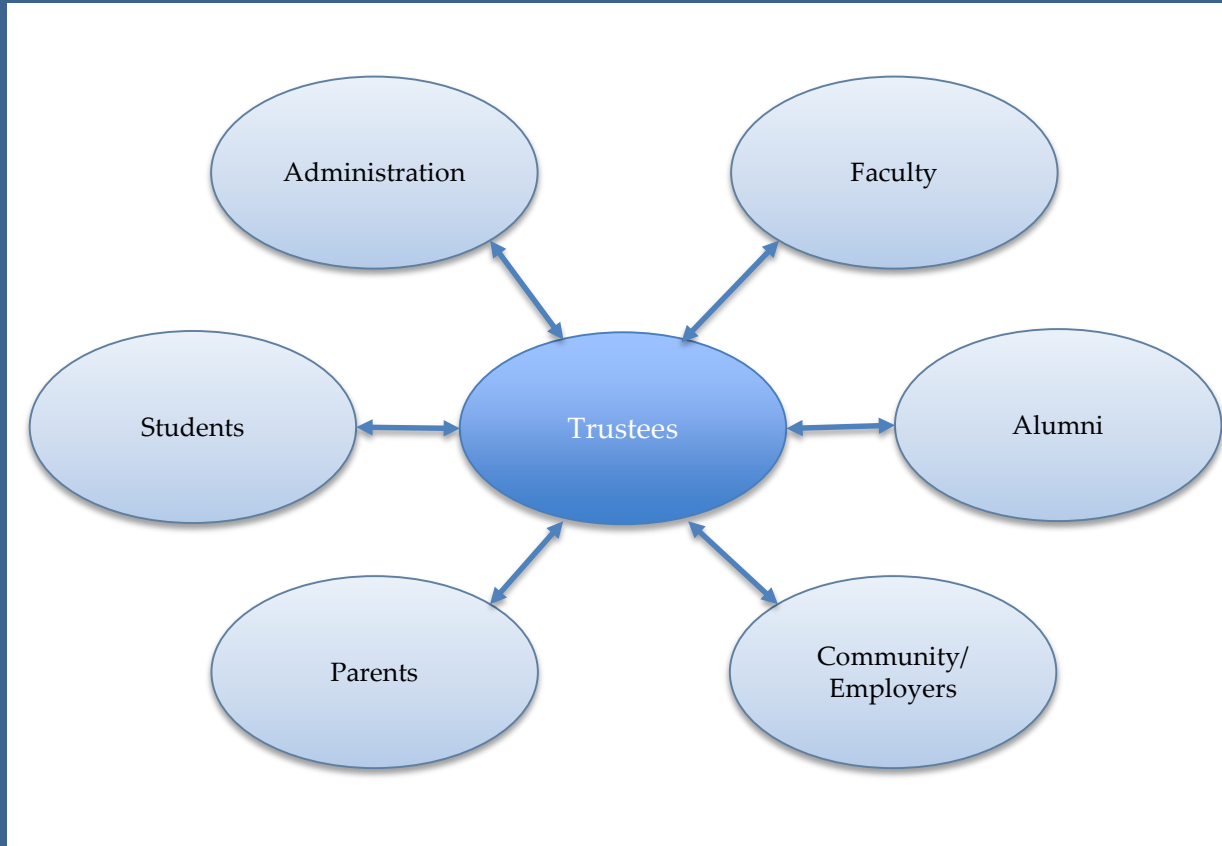 Administration
Faculty
Students
Trustees
Alumni
Parents
Community/
Employers